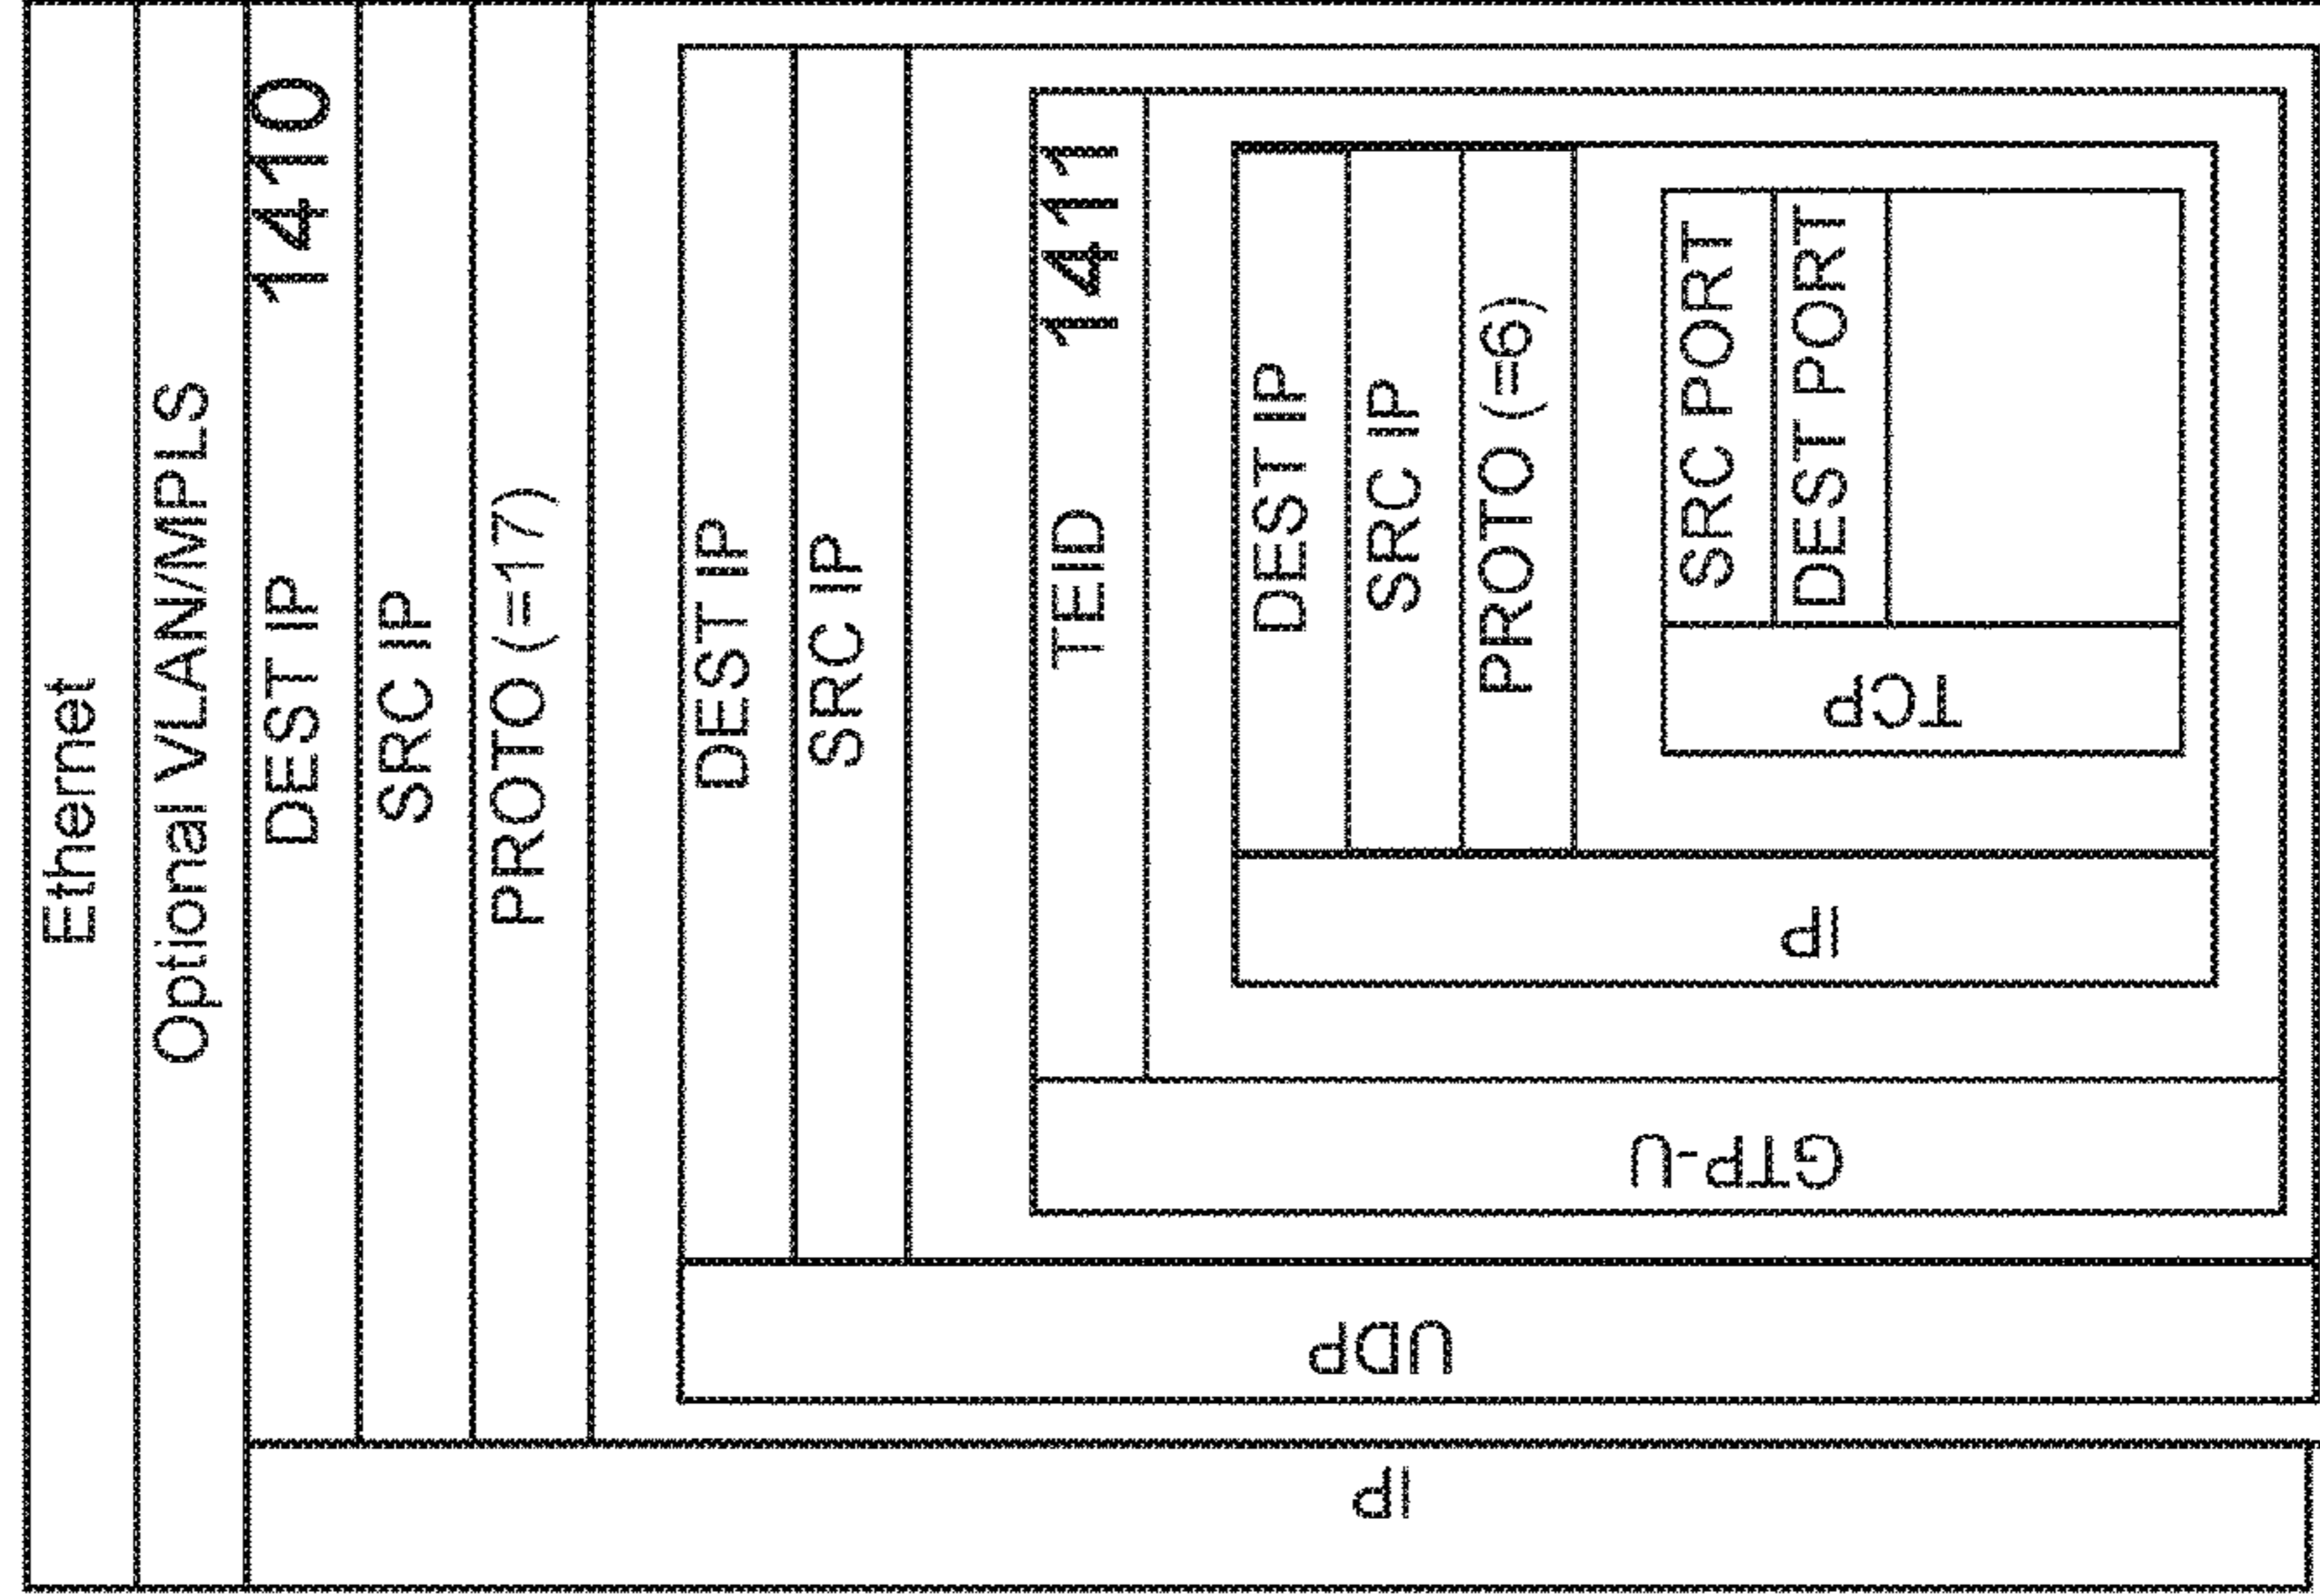 Ethernet
Optional VLAN/MPLS
IP
DEST IP 1410
SRC IP
PROTO (=17)
UDP
DEST IP
SRC IP
GTP-U
TEID 1411
IP
DEST IP
SRC IP
PROTO (=6)
TCP
SRC PORT
DEST PORT